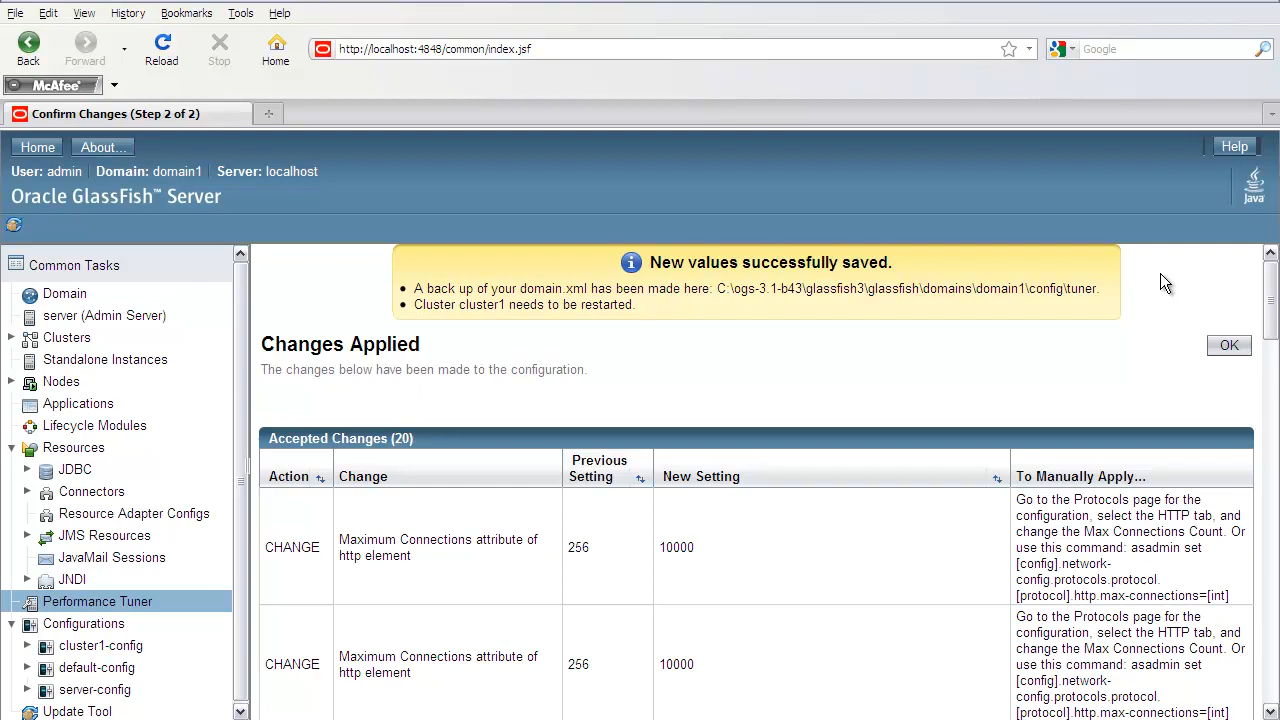 File Edit View History Bookmarks Tools Help
Back Forward Reload Stop Home
http://localhost:4848/common/index.jsf
Google
McAfee
Confirm Changes (Step 2 of 2)
Home About... Help
User: admin Domain: domain1 Server: localhost
Oracle GlassFish™ Server
Java
Common Tasks
Domain
server (Admin Server)
Clusters
Standalone Instances
Nodes
Applications
Lifecycle Modules
Resources
JDBC
Connectors
Resource Adapter Configs
JMS Resources
JavaMail Sessions
JNDI
Performance Tuner
Configurations
cluster1-config
default-config
server-config
Update Tool
New values successfully saved.
A back up of your domain.xml has been made here: C:\ogs-3.1-b43\glassfish3\glassfish\domains\domain1\config\tuner.
Cluster cluster1 needs to be restarted.
Changes Applied
OK
The changes below have been made to the configuration.
Accepted Changes (20)
Action Change Previous Setting New Setting To Manually Apply...
CHANGE
Maximum Connections attribute of
http element
256
10000
Go to the Protocols page for the
configuration, select the HTTP tab, and
change the Max Connections Count. Or
use this command: asadmin set
[config].network-
config.protocols.protocol.
[protocol].http.max-connections=[int]
CHANGE
Maximum Connections attribute of
http element
256
10000
Go to the Protocols page for the
configuration, select the HTTP tab, and
change the Max Connections Count. Or
use this command: asadmin set
[config].network-
config.protocols.protocol.
[protocol].http.max-connections=[int]